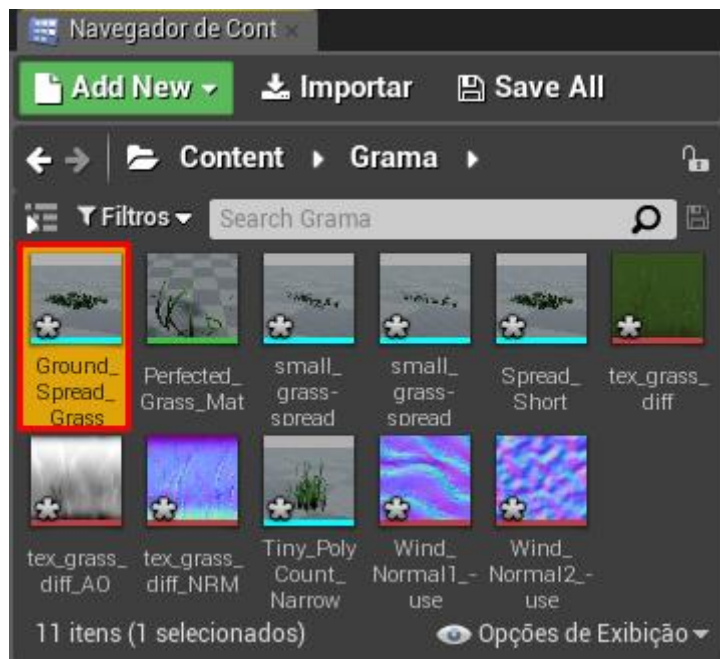 Navegador de Cont
Add New Importar Save All
Content Grama
Filtros Search Grama
Ground_
Spread_
Grass
Perfected_
Grass_Mat
small_
grass-
spread
small_
grass-
spread
Spread_
Short
tex_grass_
diff
tex_grass_
diff_AO
tex_grass_
diff_NRM
Tiny_Poly
Count_
Narrow
Wind_
Normal1_-
use
Wind_
Normal2_-
use
11 itens (1 selecionados) Opções de Exibição